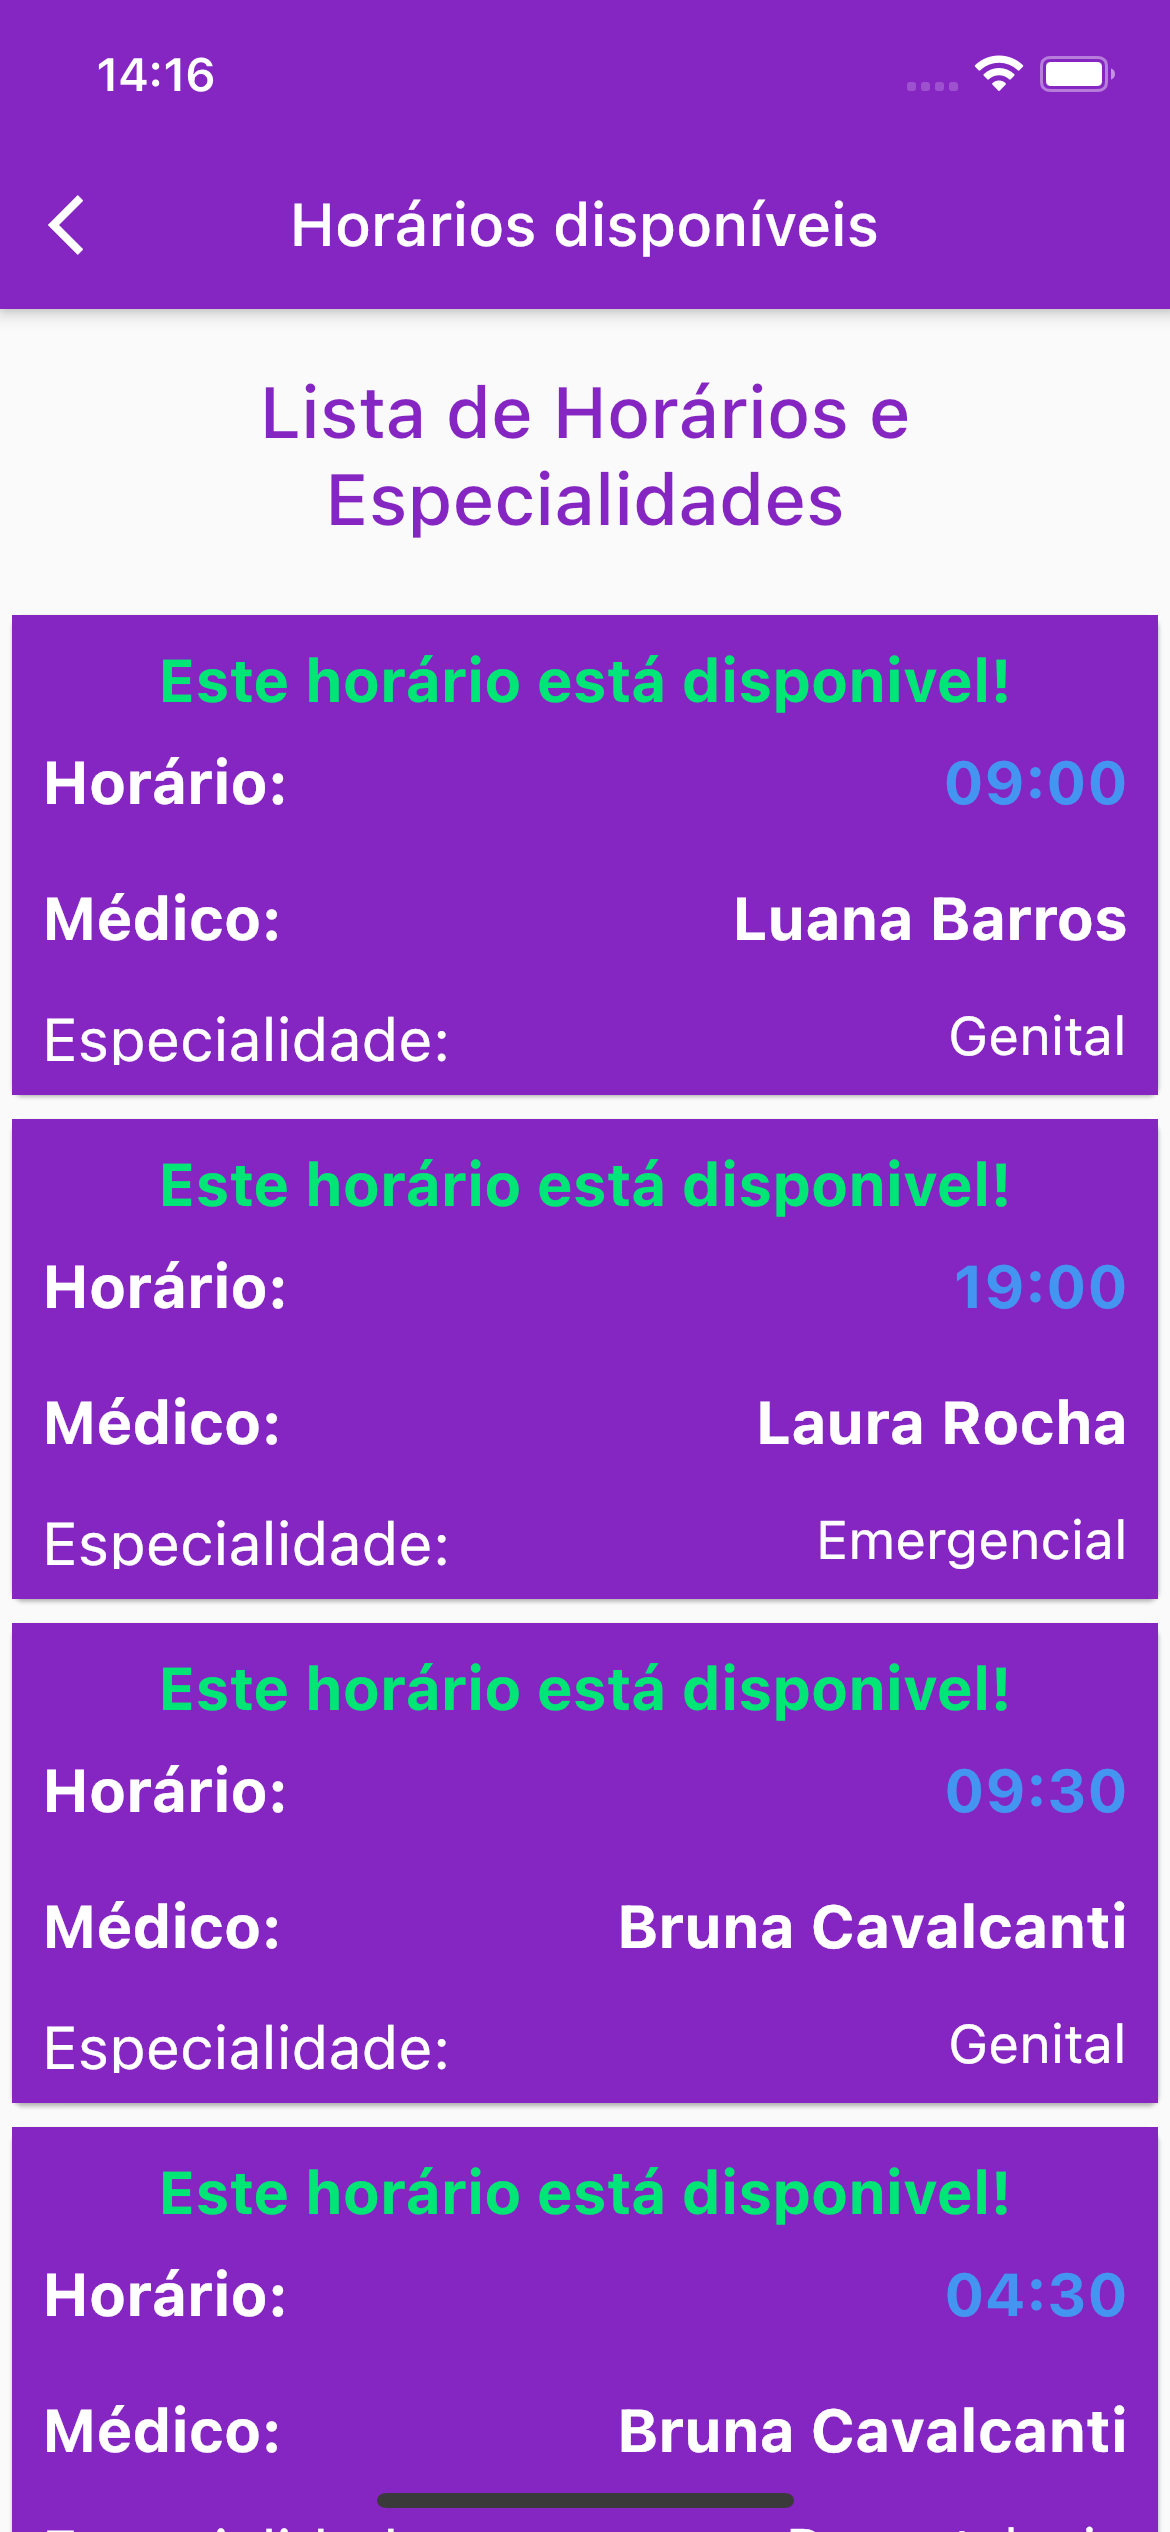 14:16
Horários disponíveis
Lista de Horários e
Especialidades
Este horário está disponivel!
Horário: 09:00
Médico: Luana Barros
Especialidade: Genital
Este horário está disponivel!
Horário: 19:00
Médico: Laura Rocha
Especialidade: Emergencial
Este horário está disponivel!
Horário: 09:30
Médico: Bruna Cavalcanti
Especialidade: Genital
Este horário está disponivel!
Horário: 04:30
Médico: Bruna Cavalcanti